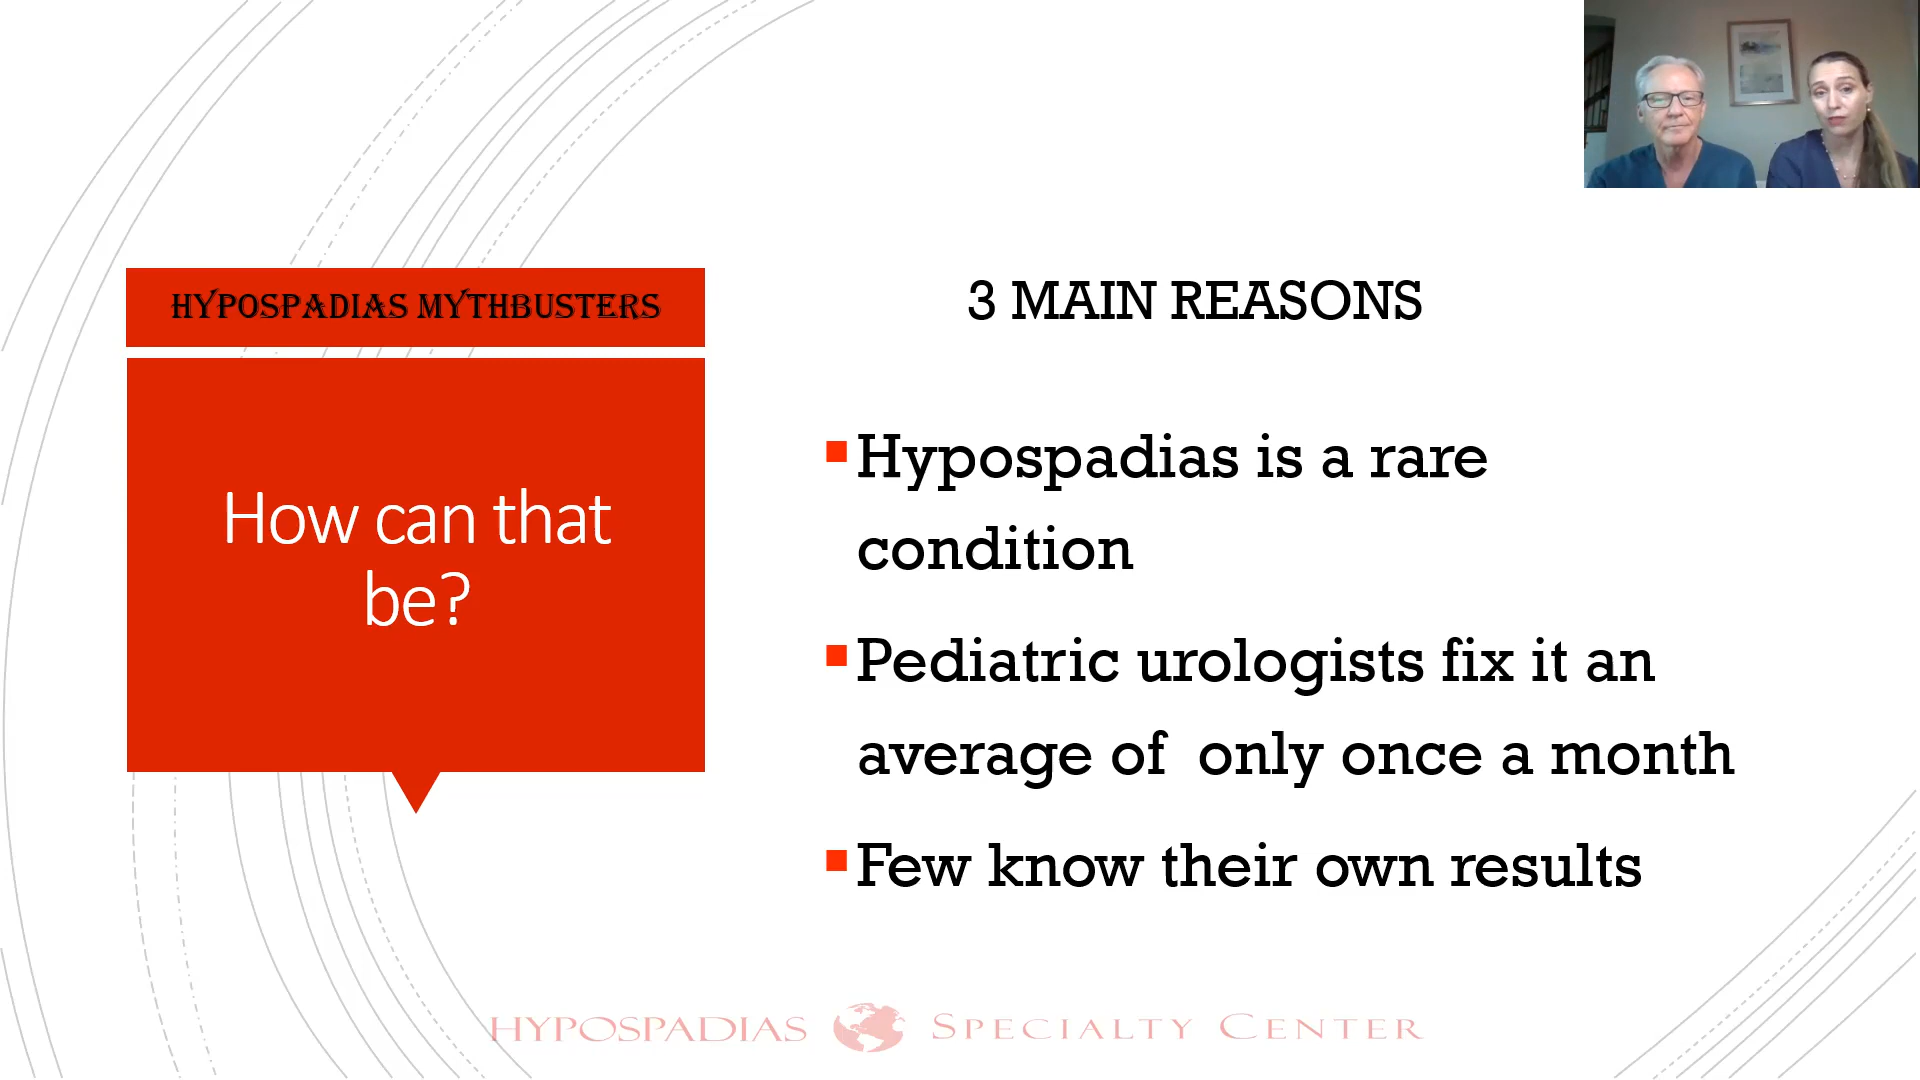 HYPOSPADIAS MYTHBUSTERS
How can that
be?
3 MAIN REASONS
Hypospadias is a rare
condition
Pediatric urologists fix it an
average of only once a month
Few know their own results
HYPOSPADIAS SPECIALTY CENTER